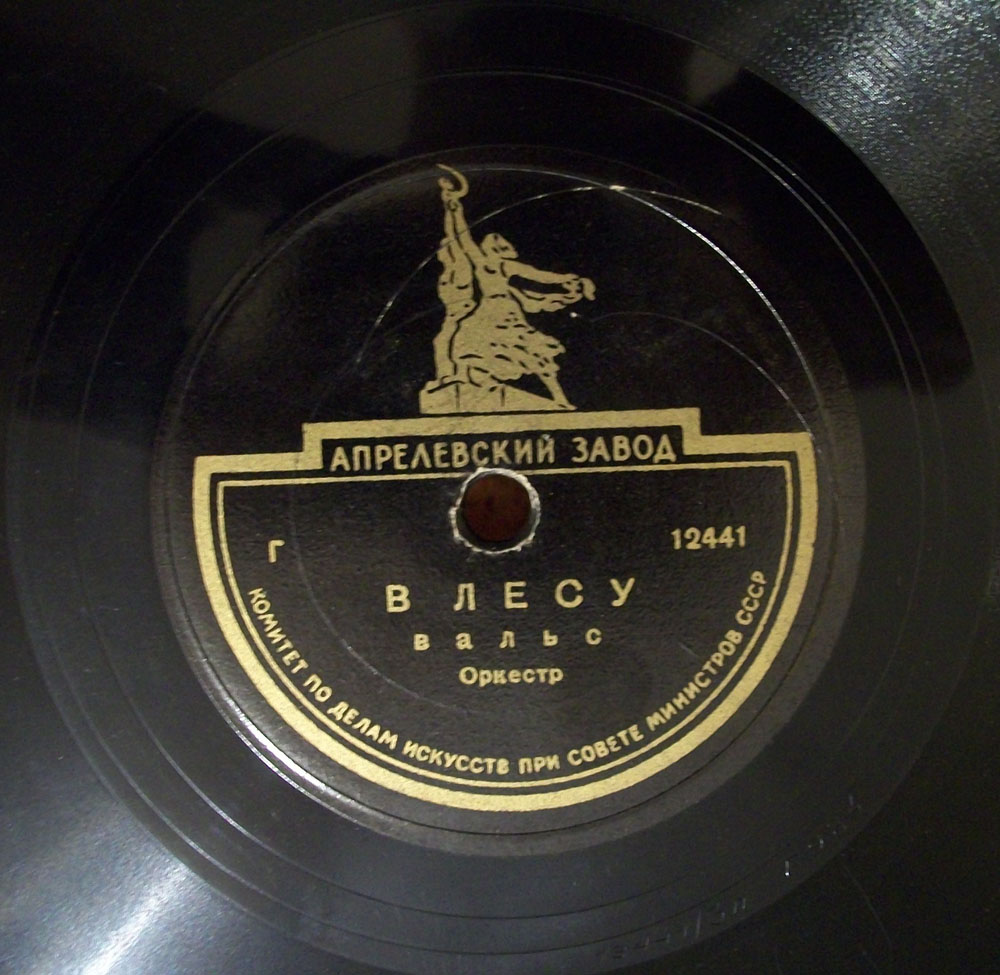 АПРЕЛЕВСКИЙ ЗАВОД
Г 12441
В ЛЕСУ
вальс
Оркестр
КОМИТЕТ ПО ДЕЛАМ ИСКУССТВ ПРИ СОВЕТЕ МИНИСТРОВ СССР